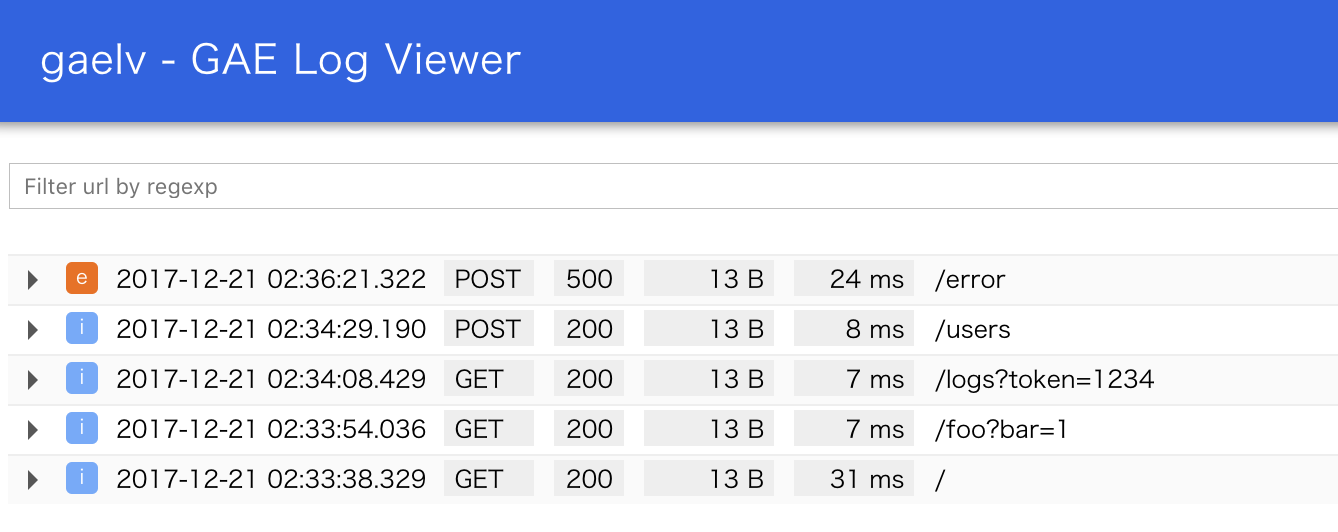 gaelv - GAE Log Viewer
Filter url by regexp
e 2017-12-21 02:36:21.322 POST 500 13 B 24 ms /error
i 2017-12-21 02:34:29.190 POST 200 13 B 8 ms /users
i 2017-12-21 02:34:08.429 GET 200 13 B 7 ms /logs?token=1234
i 2017-12-21 02:33:54.036 GET 200 13 B 7 ms /foo?bar=1
i 2017-12-21 02:33:38.329 GET 200 13 B 31 ms /